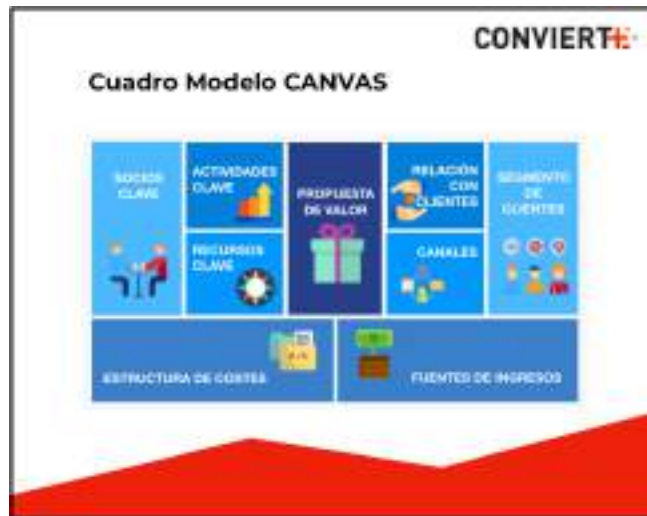 CONVIERTE
Cuadro Modelo CANVAS
SOCIOS
CLAVE
ACTIVIDADES
CLAVE
RECURSOS
CLAVE
PROPUESTA
DE VALOR
RELACIÓN
CON
CLIENTES
CANALES
SEGMENTO
DE
CLIENTES
ESTRUCTURA DE COSTES
FUENTES DE INGRESOS